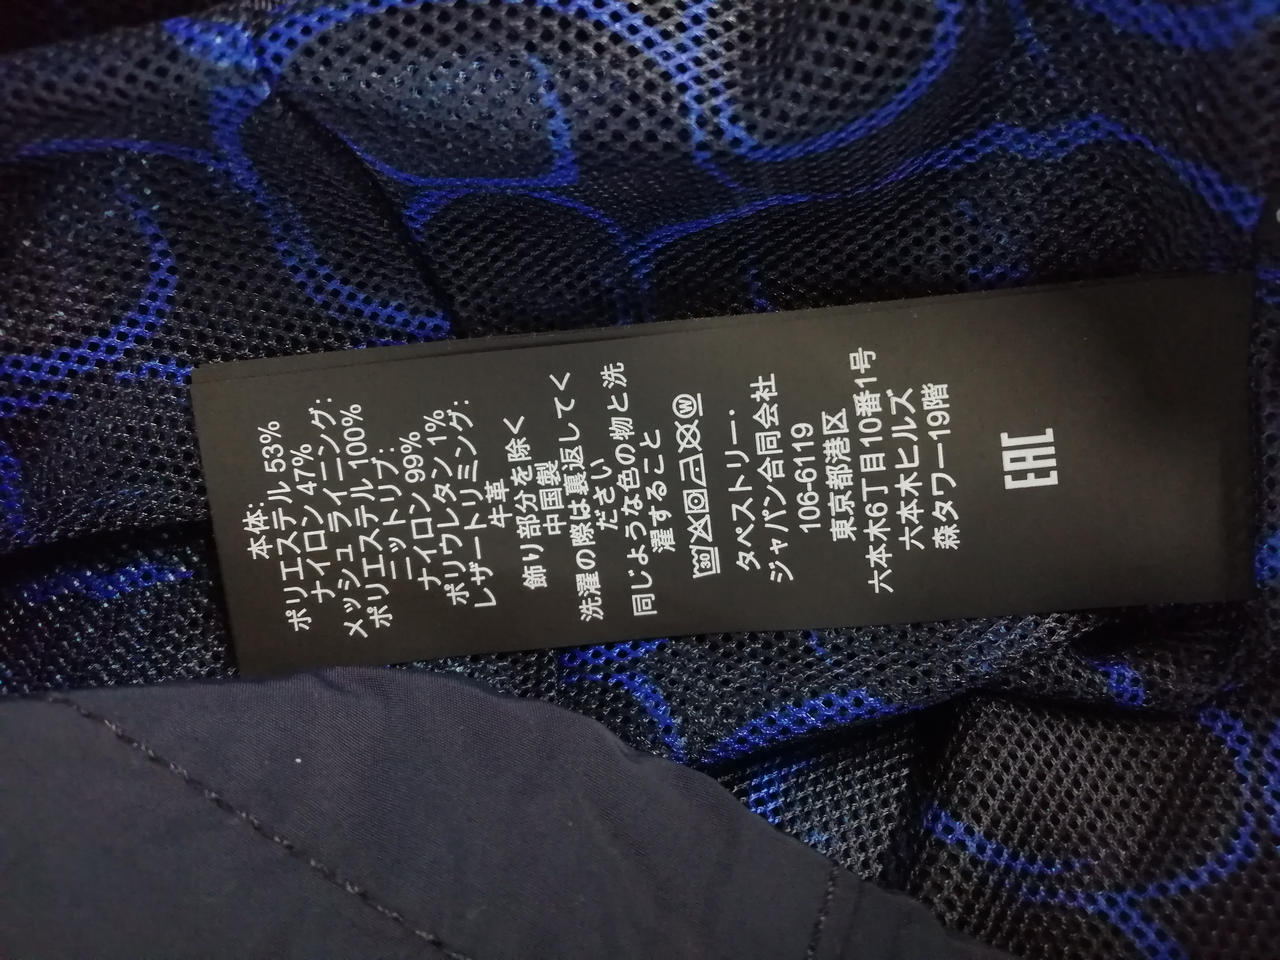 本体:
ポリエステル 53%
ナイロン 47%
メッシュ ライニング:
ポリエステル 100%
ニットリブ:
ナイロン 99%
ポリウレタン 1%
レザートリミング:
牛革
飾り部分を除く
中国製
洗濯の際は裏返してく
ださい
同じような色の物と洗
濯すること
30 W
タペストリー・
ジャパン合同会社
106-6119
東京都港区
六本木6丁目10番1号
六本木ヒルズ
森タワー19階
EAC